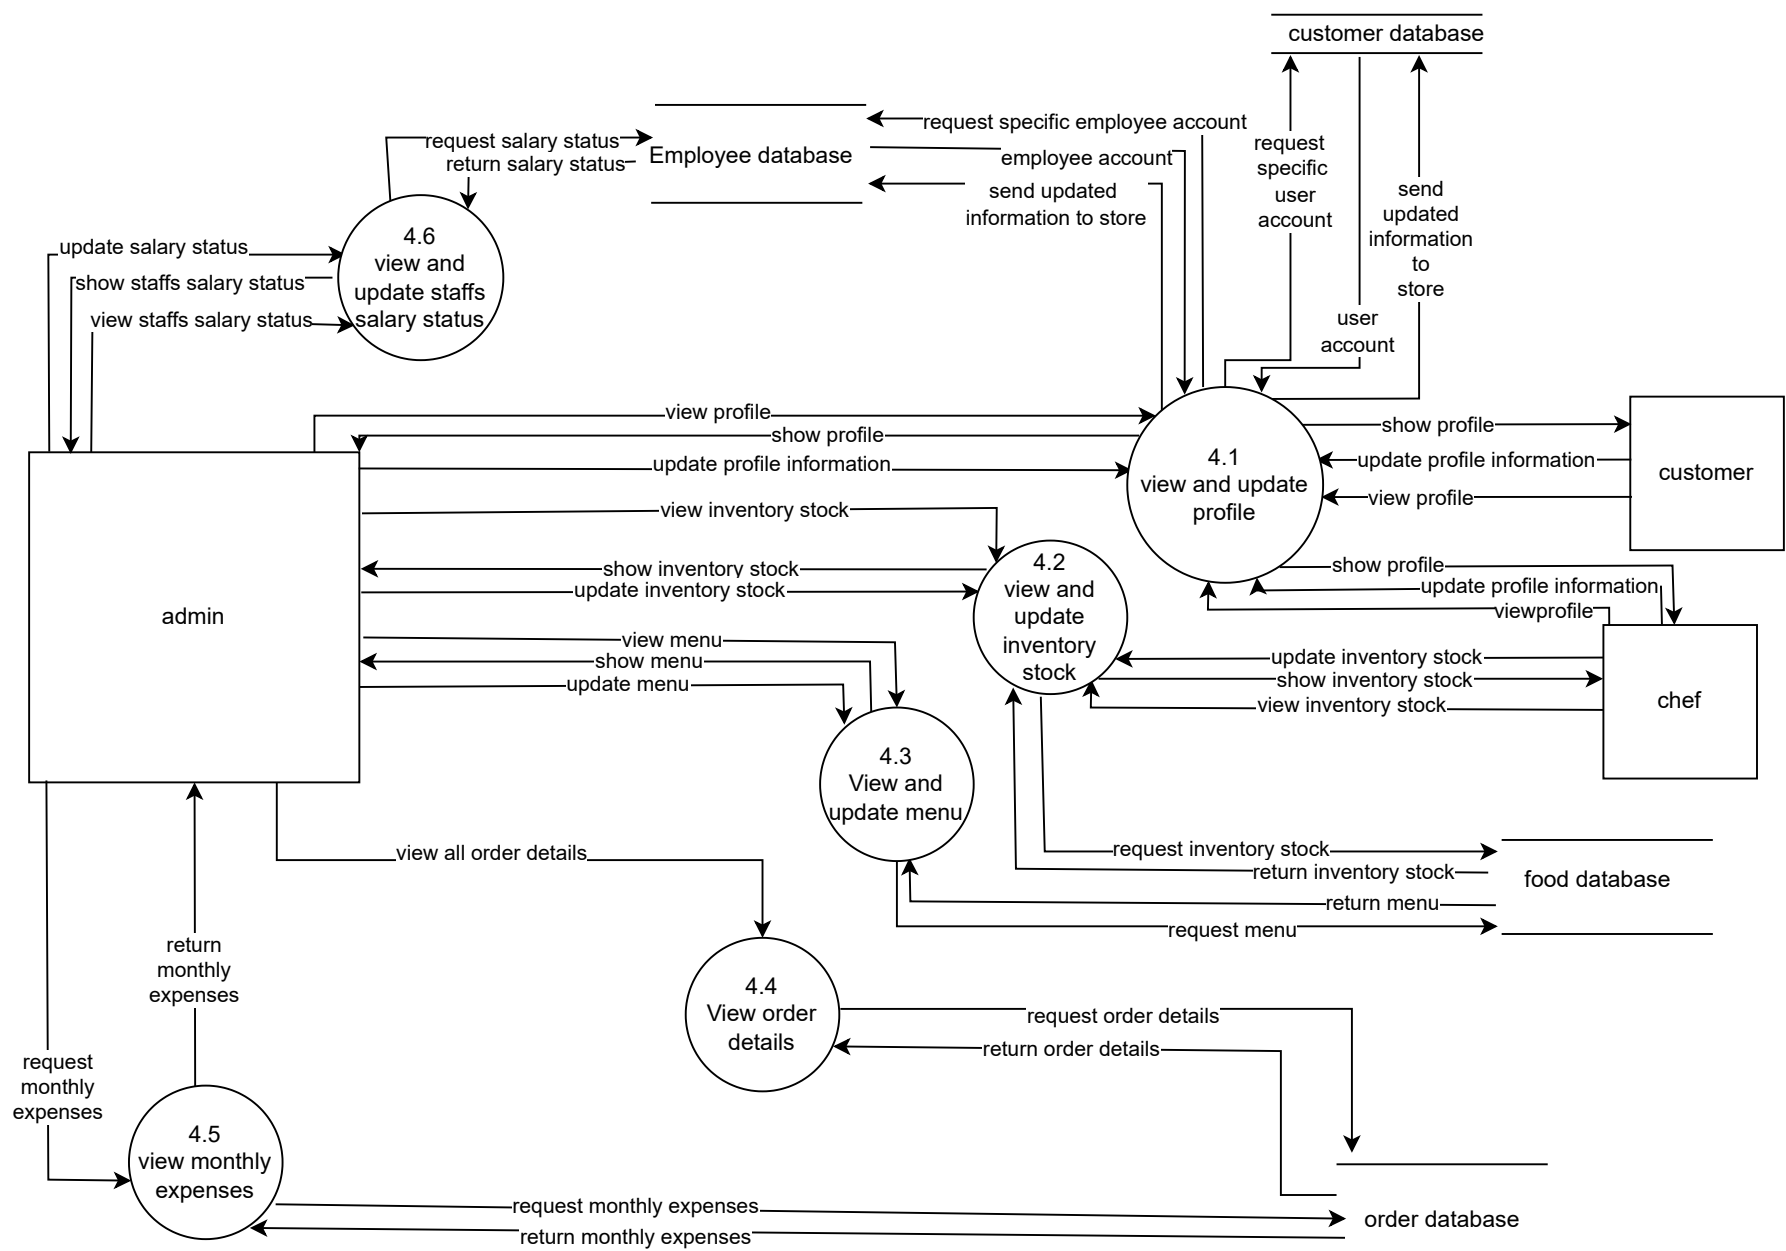 customer database
request specific employee account
request salary status
return salary status
Employee database
employee account
send updated
information to store
request
specific
user
account
send
updated
information
to
store
user
account
4.6
view and
update staffs
salary status
update salary status
show staffs salary status
view staffs salary status
view profile
show profile
update profile information
4.1
view and update
profile
show profile
update profile information
view profile
customer
view inventory stock
show inventory stock
update inventory stock
4.2
view and
update
inventory
stock
show profile
update profile information
viewprofile
admin
view menu
show menu
update menu
update inventory stock
show inventory stock
view inventory stock
chef
4.3
View and
update menu
view all order details
request inventory stock
return inventory stock
return menu
request menu
food database
return
monthly
expenses
4.4
View order
details
request order details
return order details
request
monthly
expenses
4.5
view monthly
expenses
request monthly expenses
return monthly expenses
order database